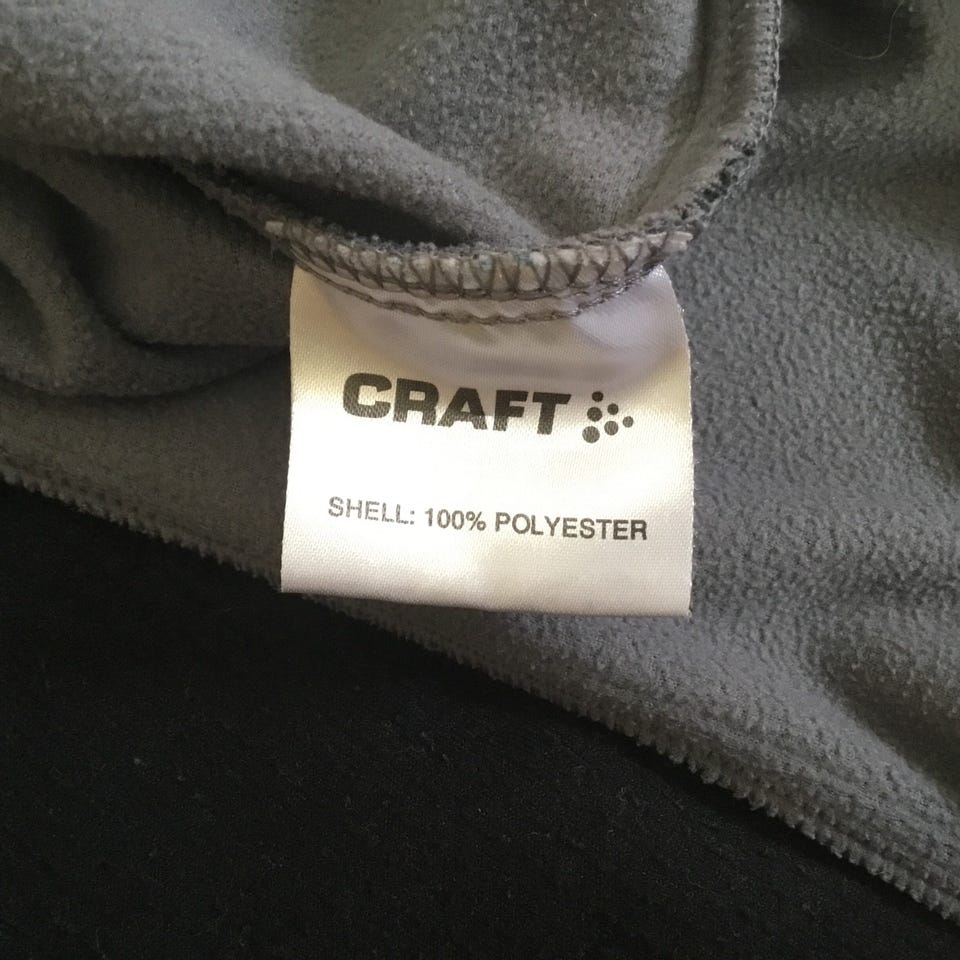 CRAFT
SHELL: 100% POLYESTER